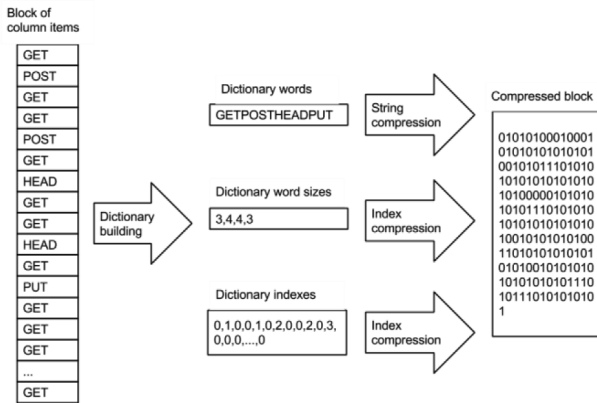 Block of
column items
GET
POST
GET
GET
POST
GET
HEAD
GET
GET
HEAD
GET
PUT
GET
GET
GET
...
GET
Dictionary
building
Dictionary words
GETPOSTHEADPUT
Dictionary word sizes
3,4,4,3
Dictionary indexes
0,1,0,0,1,0,2,0,0,2,0,3,
0,0,0,...,0
String
compression
Index
compression
Index
compression
Compressed block
01010100010001
01010101010101
00101011101010
10101010101010
10100000101010
10101110101010
10101010101010
10010101010100
11010101010101
01010010101010
10101010101110
10111010101010
1